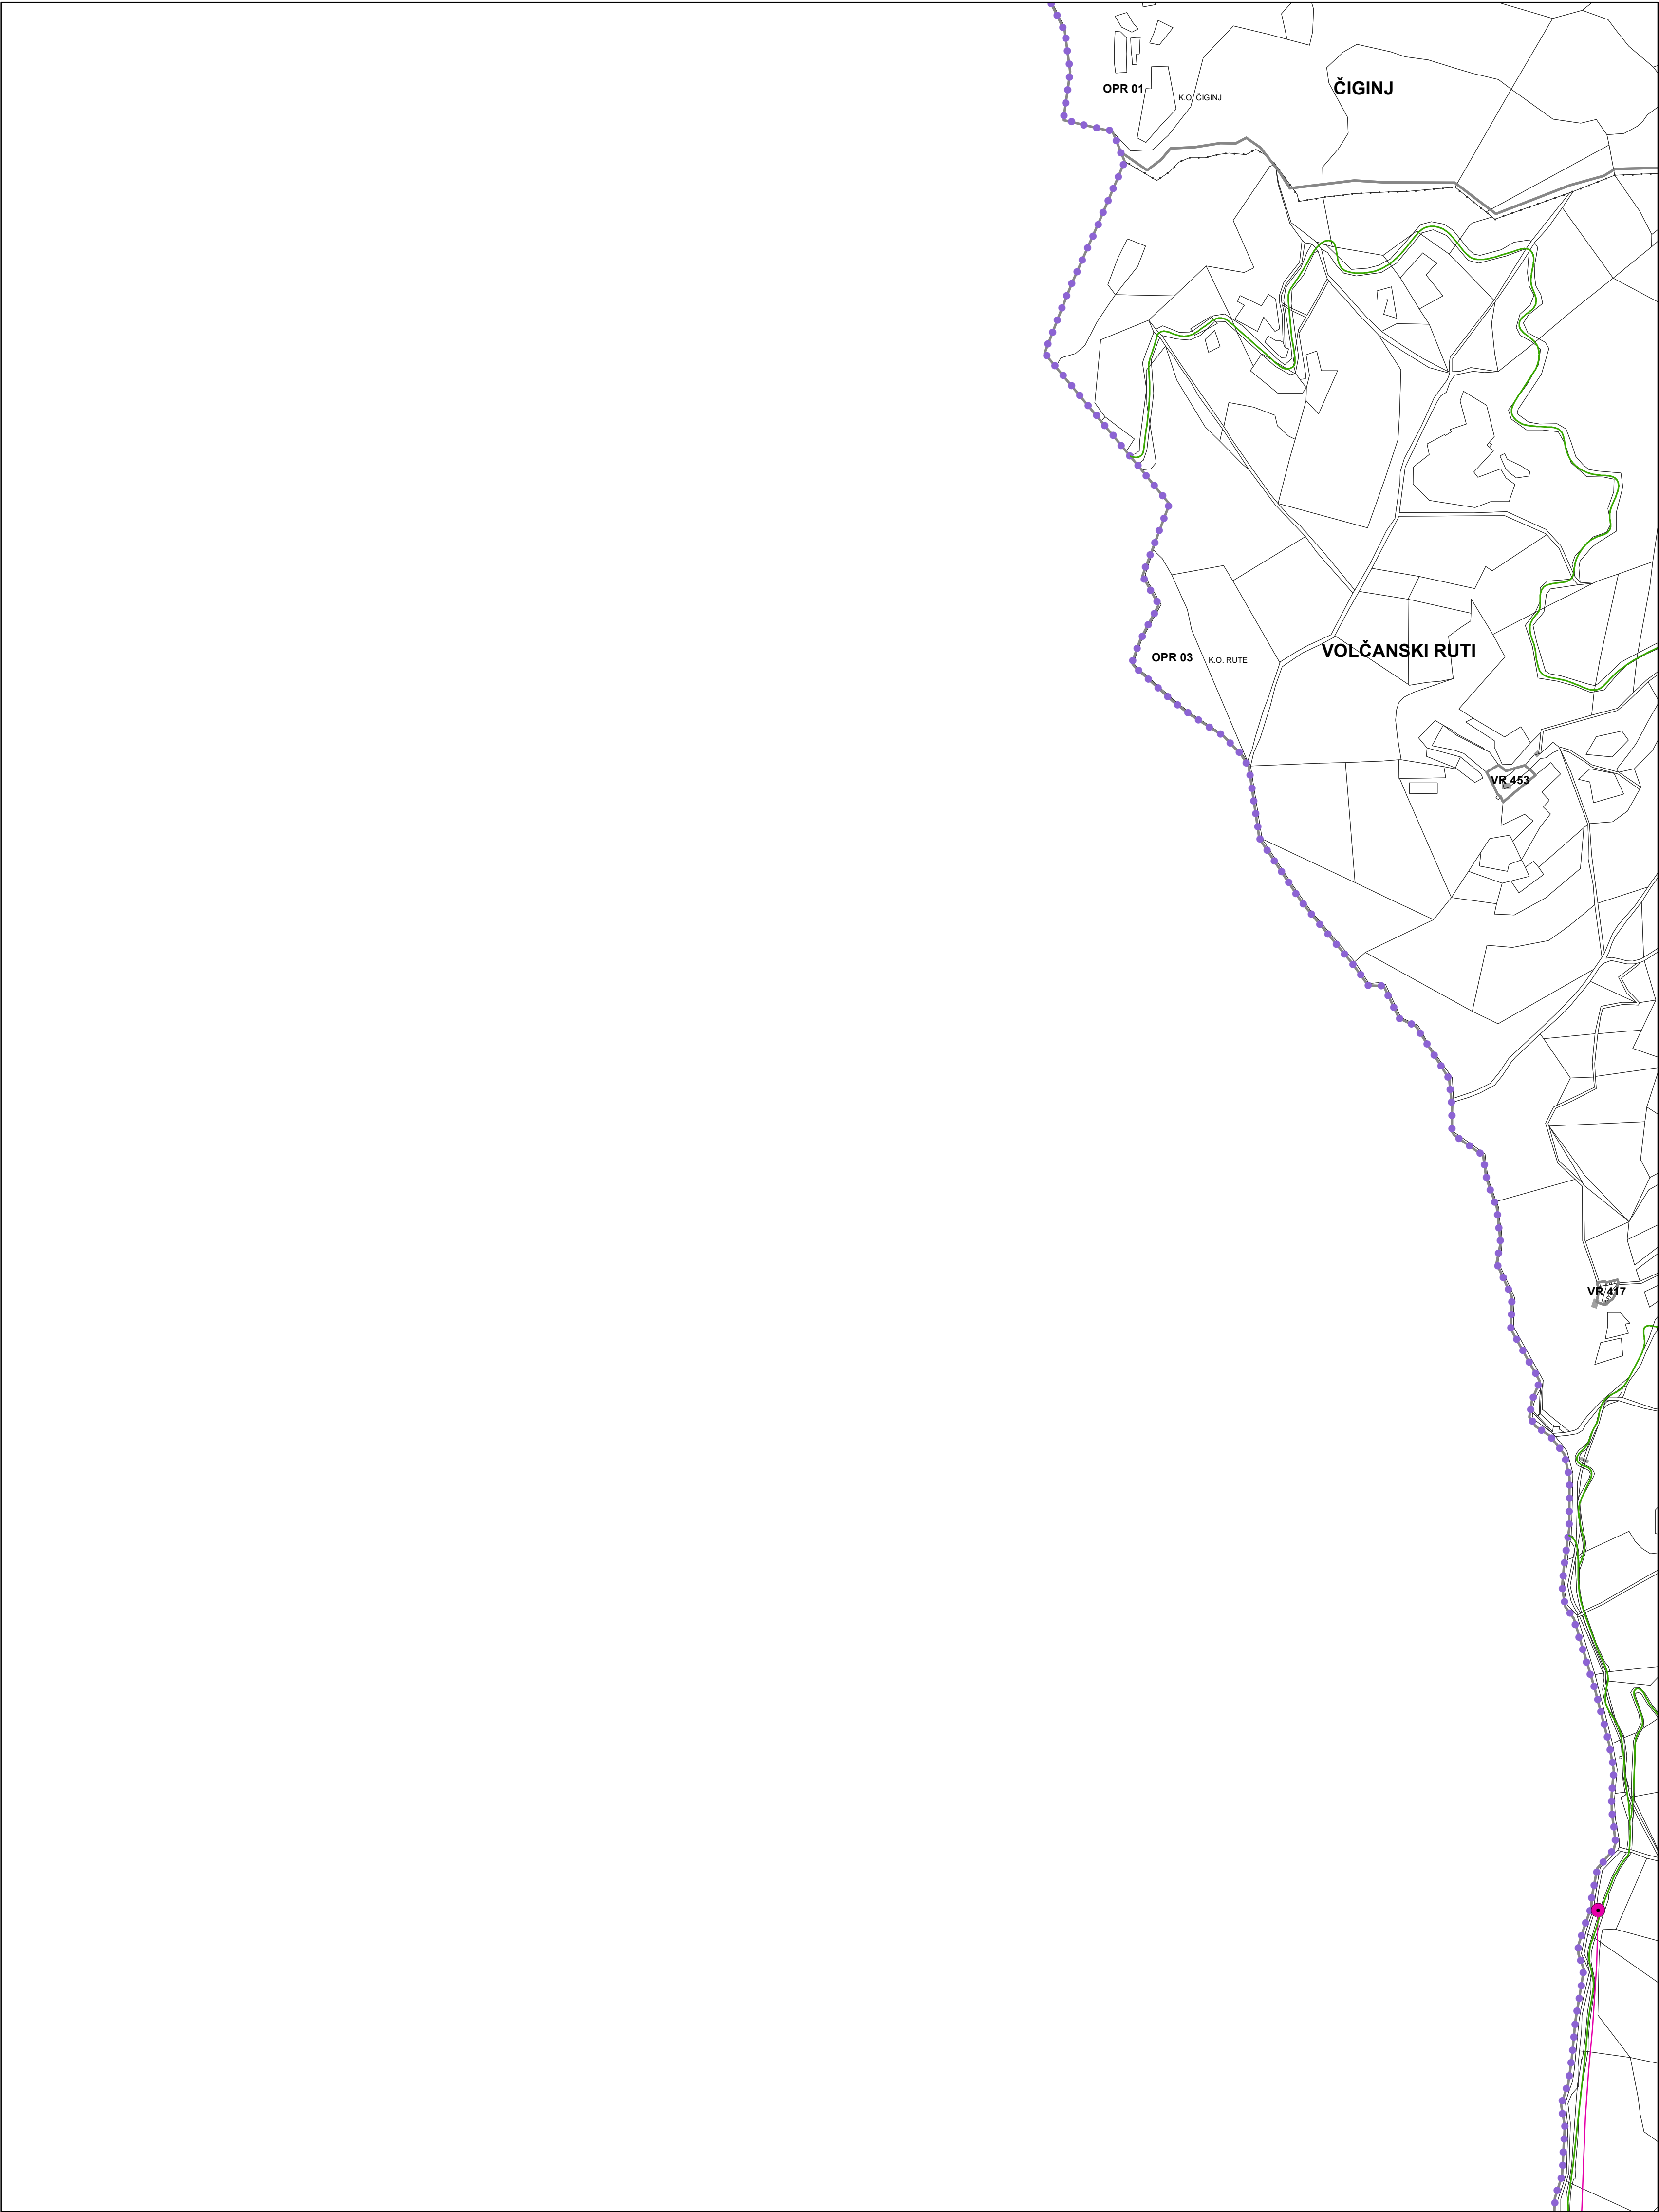 OPR 01
K.O. ČIGINJ
ČIGINJ
OPR 03
K.O. RUTE
VOLČANSKI RUTI
VR 453
VR 417